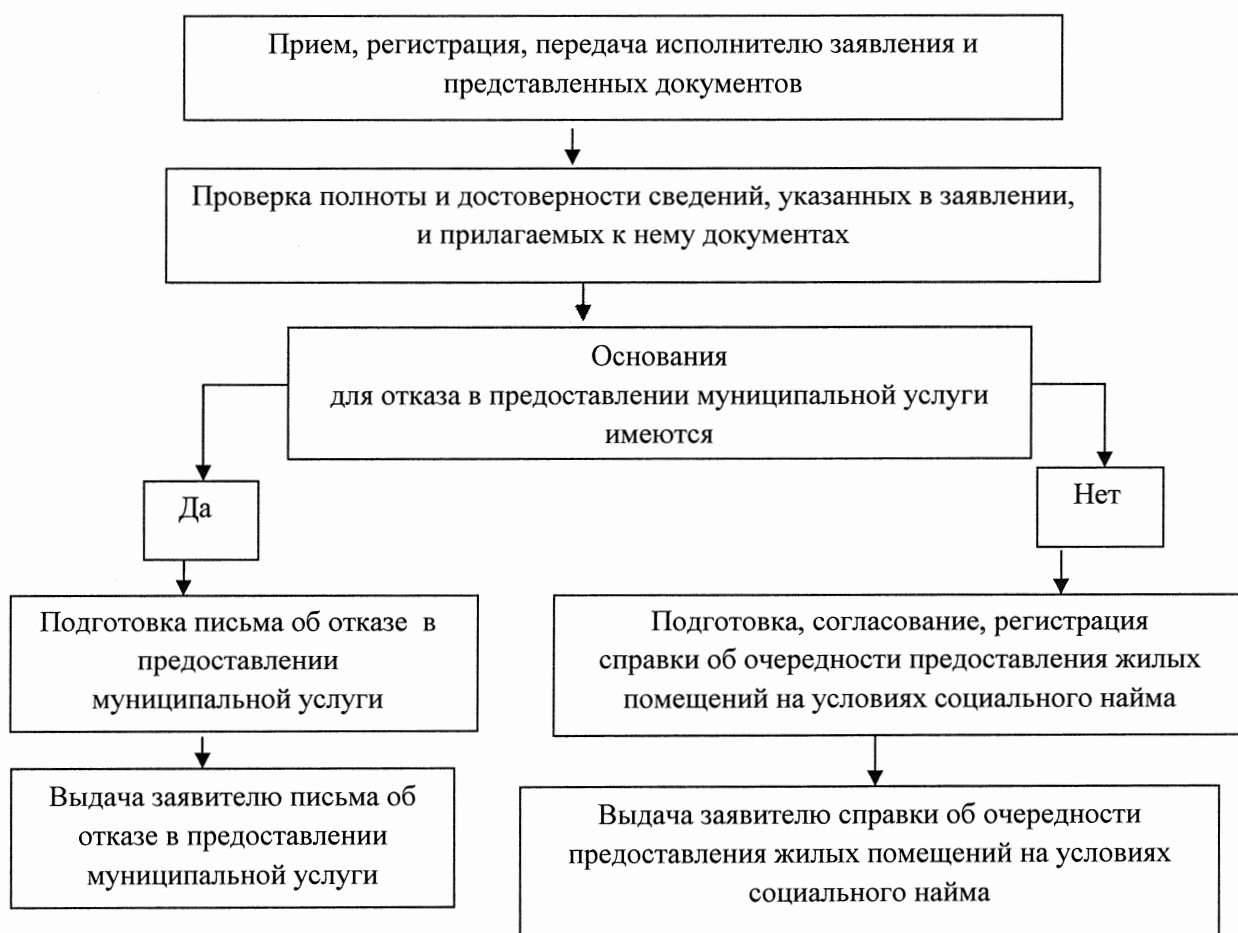 Прием, регистрация, передача исполнителю заявления и
представленных документов
Проверка полноты и достоверности сведений, указанных в заявлении,
и прилагаемых к нему документах
Основания
для отказа в предоставлении муниципальной услуги
имеются
Да
Нет
Подготовка письма об отказе в
предоставлении
муниципальной услуги
Подготовка, согласование, регистрация
справки об очередности предоставления жилых
помещений на условиях социального найма
Выдача заявителю письма об
отказе в предоставлении
муниципальной услуги
Выдача заявителю справки об очередности
предоставления жилых помещений на условиях
социального найма